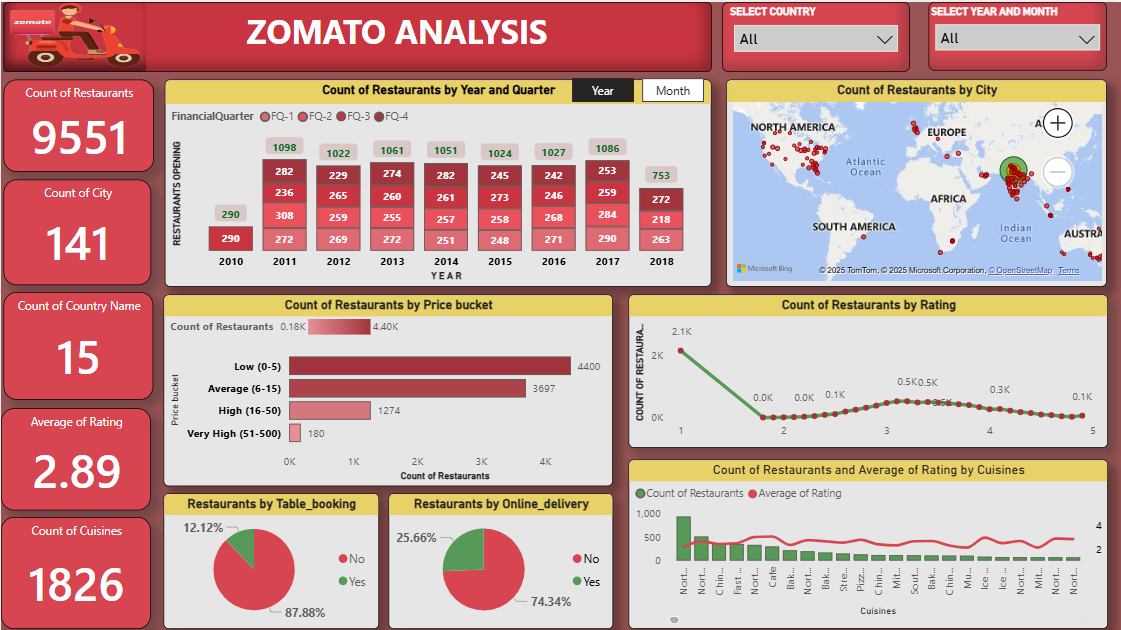 zomato
ZOMATO ANALYSIS
SELECT COUNTRY
All
SELECT YEAR AND MONTH
All
Count of Restaurants
9551
Count of City
141
Count of Country Name
15
Average of Rating
2.89
Count of Cuisines
1826
Count of Restaurants by Year and Quarter
Year
Month
FinancialQuarter FQ-1 FQ-2 FQ-3 FQ-4
RESTAURANTS OPENING
1098 1022 1061 1051 1024 1027 1086 753
290
282 229 274 282 245 242 253 272
236 265 260 261 273 246 259 218
308 259 255 257 258 268 284 263
290 272 269 272 251 248 271 290
2010 2011 2012 2013 2014 2015 2016 2017 2018
YEAR
Count of Restaurants by City
NORTH AMERICA
EUROPE
Atlantic
Ocean
AFRICA
SOUTH AMERICA
Indian
Ocean
AUSTRA
Microsoft Bing
© 2025 TomTom, © 2025 Microsoft Corporation, © OpenStreetMap Terms
Count of Restaurants by Price bucket
Count of Restaurants 0.18K 4.40K
Price bucket
Low (0-5) 4400
Average (6-15) 3697
High (16-50) 1274
Very High (51-500) 180
0K 1K 2K 3K 4K
Count of Restaurants
Count of Restaurants by Rating
COUNT OF RESTAURA...
2.1K
2K
0.0K 0.0K 0.1K 0.5K 0.5K 0.5K 0.3K 0.1K
0K
1 2 3 4 5
Restaurants by Table_booking
12.12%
No
Yes
87.88%
Restaurants by Online_delivery
25.66%
No
Yes
74.34%
Count of Restaurants and Average of Rating by Cuisines
Count of Restaurants Average of Rating
1,000
500
0
4
2
Nort... Nort... Chin... Fast ... Nort... Cafe Bak... Nort... Bak... Stre... Pizz... Chin... Mit... Sout... Bak... Chin... Mu... Ice ... Ice ... Nort... Mit... Nort... Nort...
Cuisines